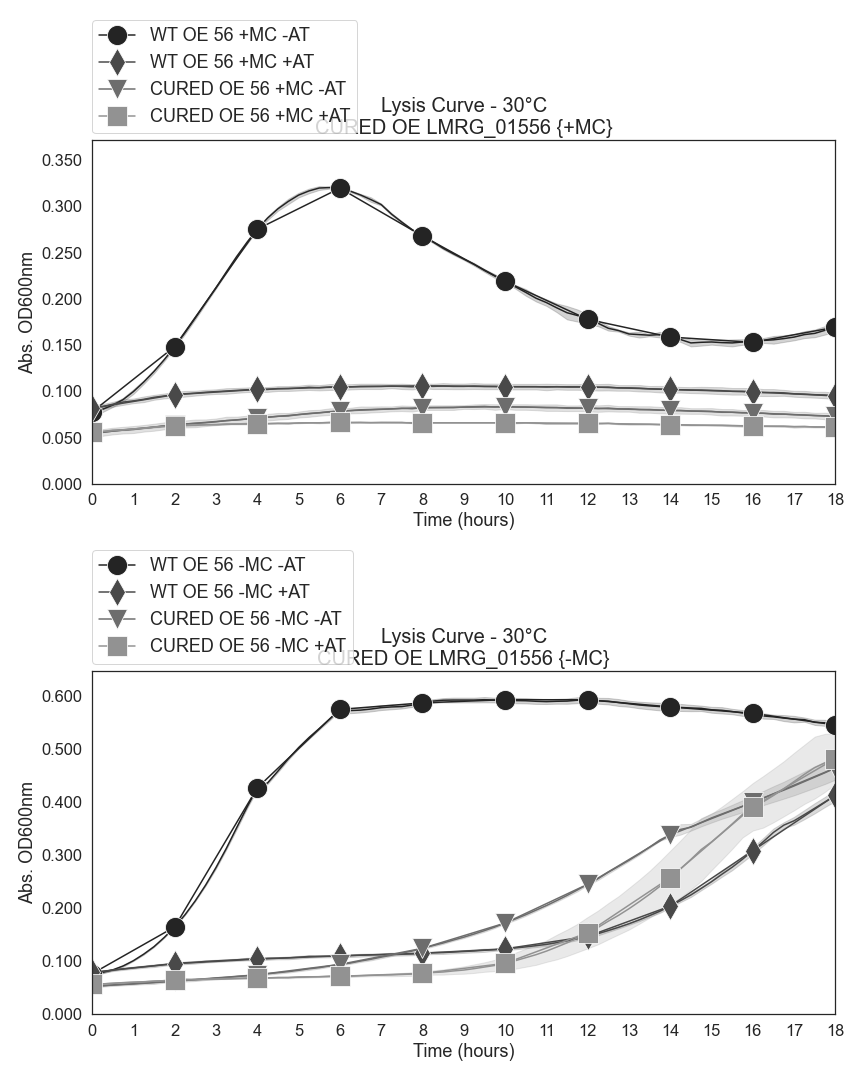 WT OE 56 +MC -AT
WT OE 56 +MC +AT
CURED OE 56 +MC -AT
CURED OE 56 +MC +AT
Lysis Curve - 30°C
CURED OE LMRG_01556 {+MC}
0.350
0.300
0.250
0.200
0.150
0.100
0.050
0.000
Abs. OD600nm
0 1 2 3 4 5 6 7 8 9 10 11 12 13 14 15 16 17 18
Time (hours)
WT OE 56 -MC -AT
WT OE 56 -MC +AT
CURED OE 56 -MC -AT
CURED OE 56 -MC +AT
Lysis Curve - 30°C
CURED OE LMRG_01556 {-MC}
0.600
0.500
0.400
0.300
0.200
0.100
0.000
Abs. OD600nm
0 1 2 3 4 5 6 7 8 9 10 11 12 13 14 15 16 17 18
Time (hours)